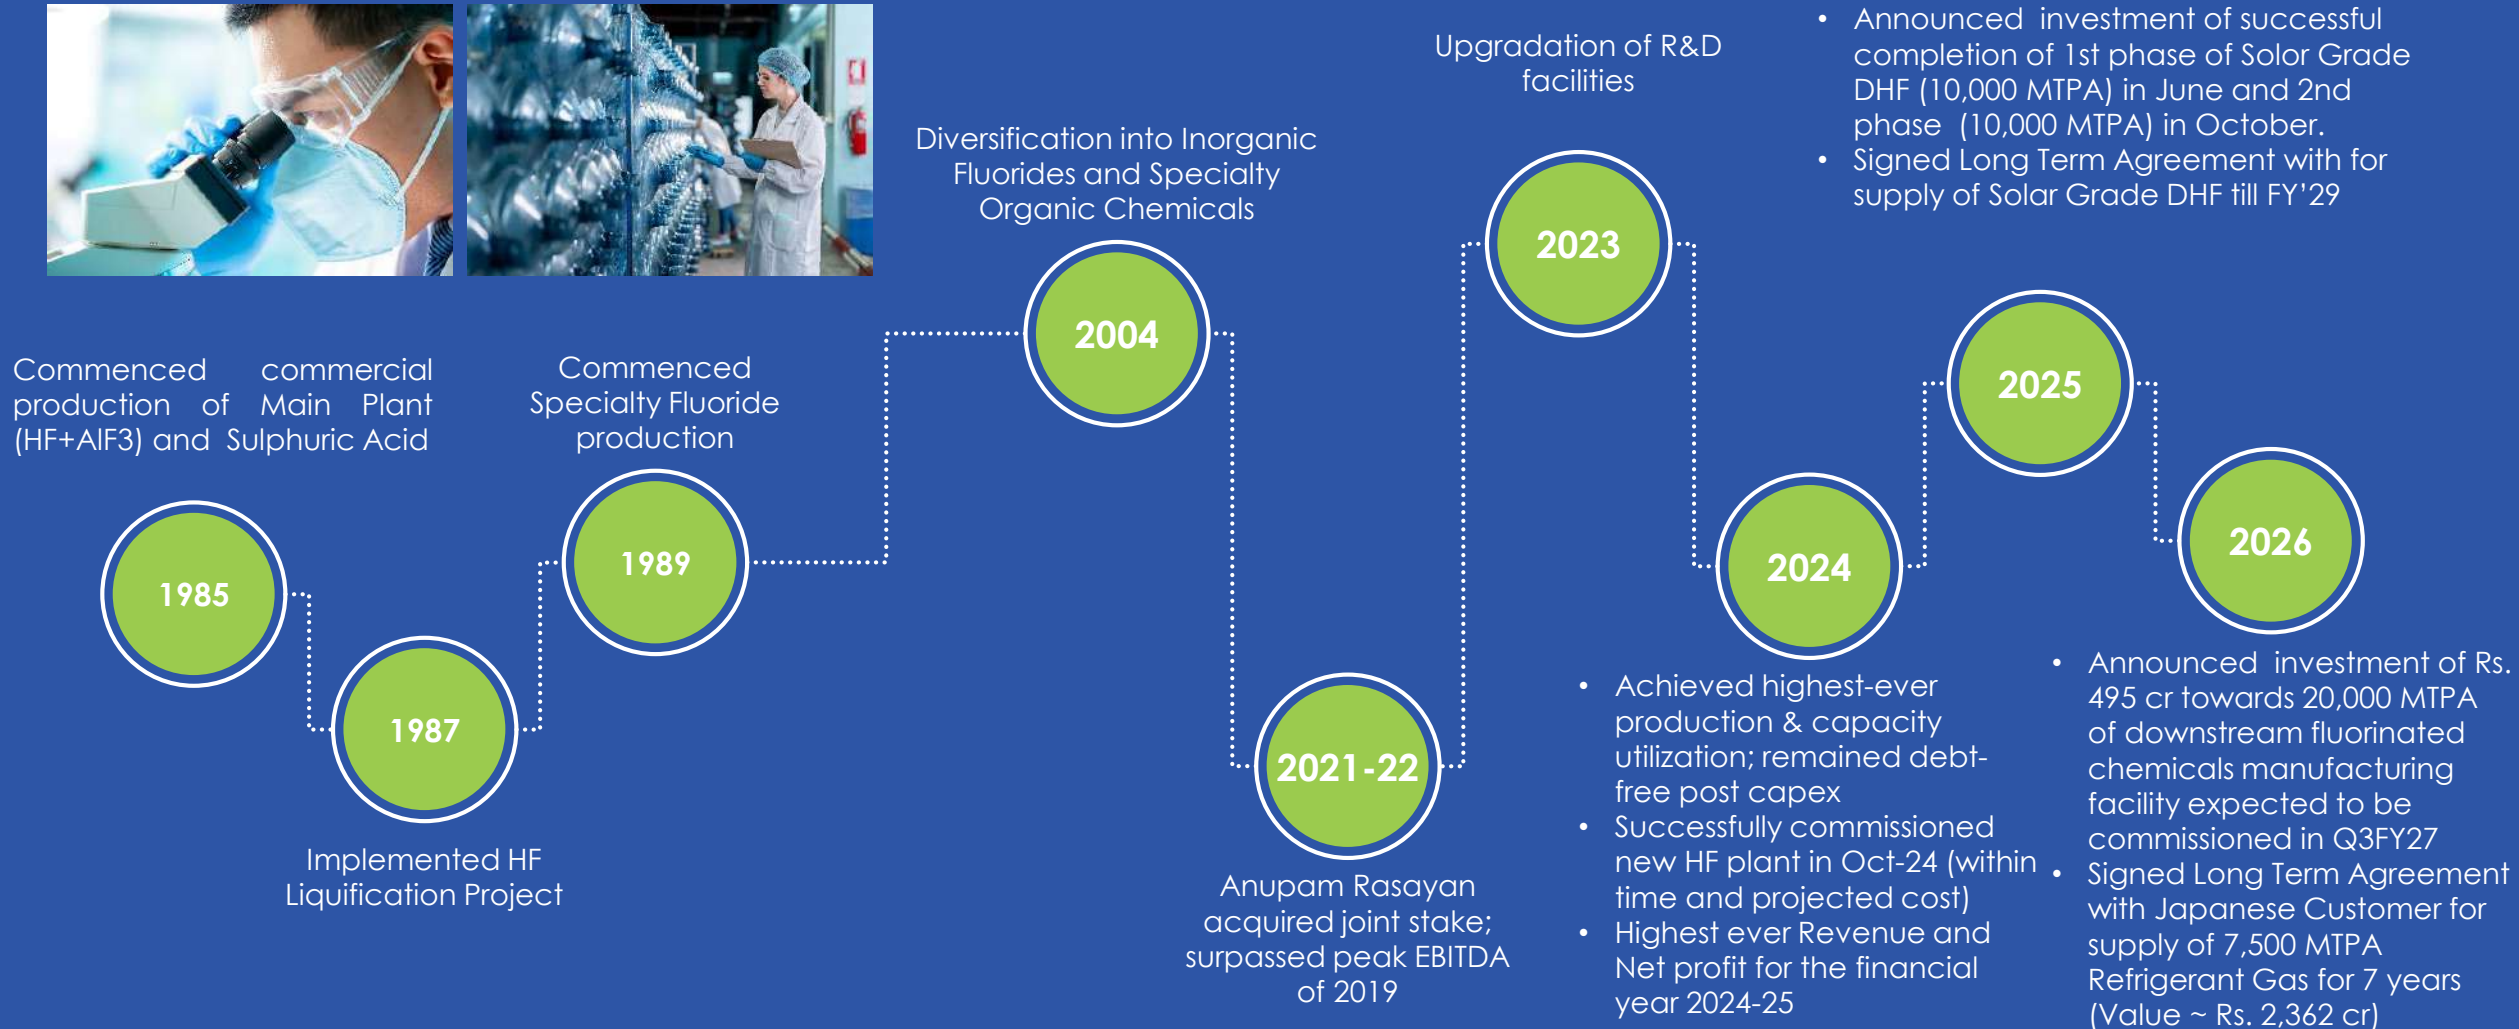 Commenced commercial
production of Main Plant
(HF+AlF3) and Sulphuric Acid
1985
1987
Implemented HF
Liquification Project
Commenced
Specialty Fluoride
production
1989
Diversification into Inorganic
Fluorides and Specialty
Organic Chemicals
2004
2021-22
Anupam Rasayan
acquired joint stake;
surpassed peak EBITDA
of 2019
Upgradation of R&D
facilities
2023
2024
• Achieved highest-ever
production & capacity
utilization; remained debt-
free post capex
• Successfully commissioned
new HF plant in Oct-24 (within
time and projected cost)
• Highest ever Revenue and
Net profit for the financial
year 2024-25
• Announced investment of successful
completion of 1st phase of Solor Grade
DHF (10,000 MTPA) in June and 2nd
phase (10,000 MTPA) in October.
• Signed Long Term Agreement with for
supply of Solar Grade DHF till FY’29
2025
2026
• Announced investment of Rs.
495 cr towards 20,000 MTPA
of downstream fluorinated
chemicals manufacturing
facility expected to be
commissioned in Q3FY27
• Signed Long Term Agreement
with Japanese Customer for
supply of 7,500 MTPA
Refrigerant Gas for 7 years
(Value ~ Rs. 2,362 cr)